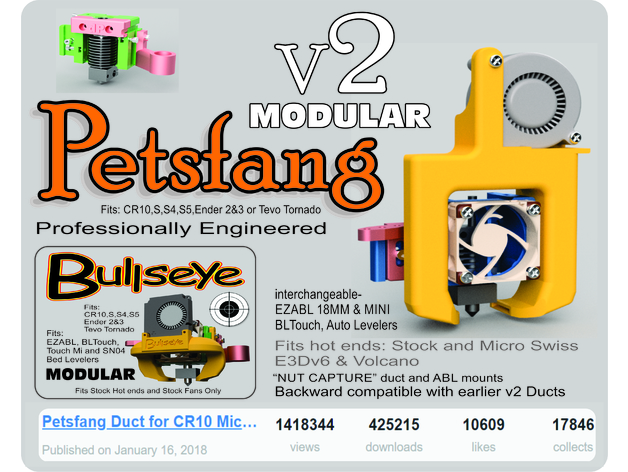 v2
MODULAR
Petsfang
Fits: CR10,S,S4,S5,Ender 2&3 or Tevo Tornado
Professionally Engineered
Bullseye
Fits:
CR10,S.S4,S5
Ender 2&3
Tevo Tornado
Fits:
EZABL, BLTouch,
Touch Mi and SN04
Bed Levelers
BULLSEYE
MODULAR
Fits Stock Hot ends and Stock Fans Only
interchangeable-
EZABL 18MM & MINI
BLTouch, Auto Levelers
Fits hot ends: Stock and Micro Swiss
E3Dv6 & Volcano
“NUT CAPTURE” duct and ABL mounts
Backward compatible with earlier v2 Ducts
Petsfang Duct for CR10 Mic... 1418344 425215 10609 17846
Published on January 16, 2018 views downloads likes collects